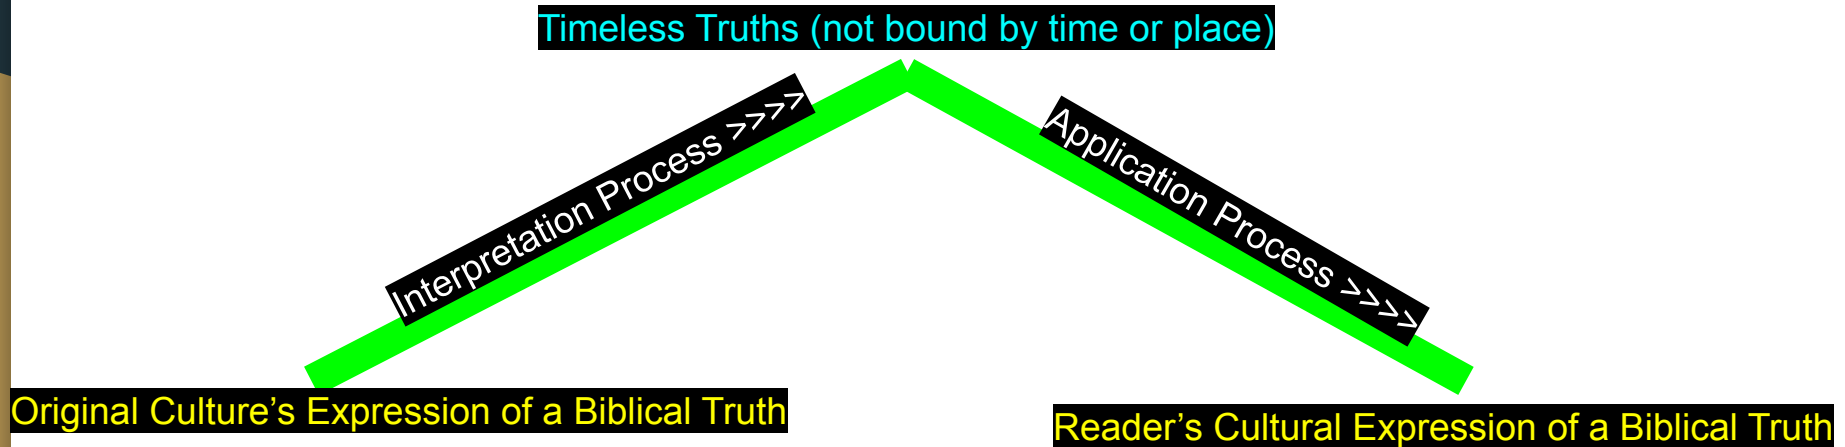 Timeless Truths (not bound by time or place)
Interpretation Process >>>>
Application Process >>>>
Original Culture’s Expression of a Biblical Truth
Reader’s Cultural Expression of a Biblical Truth